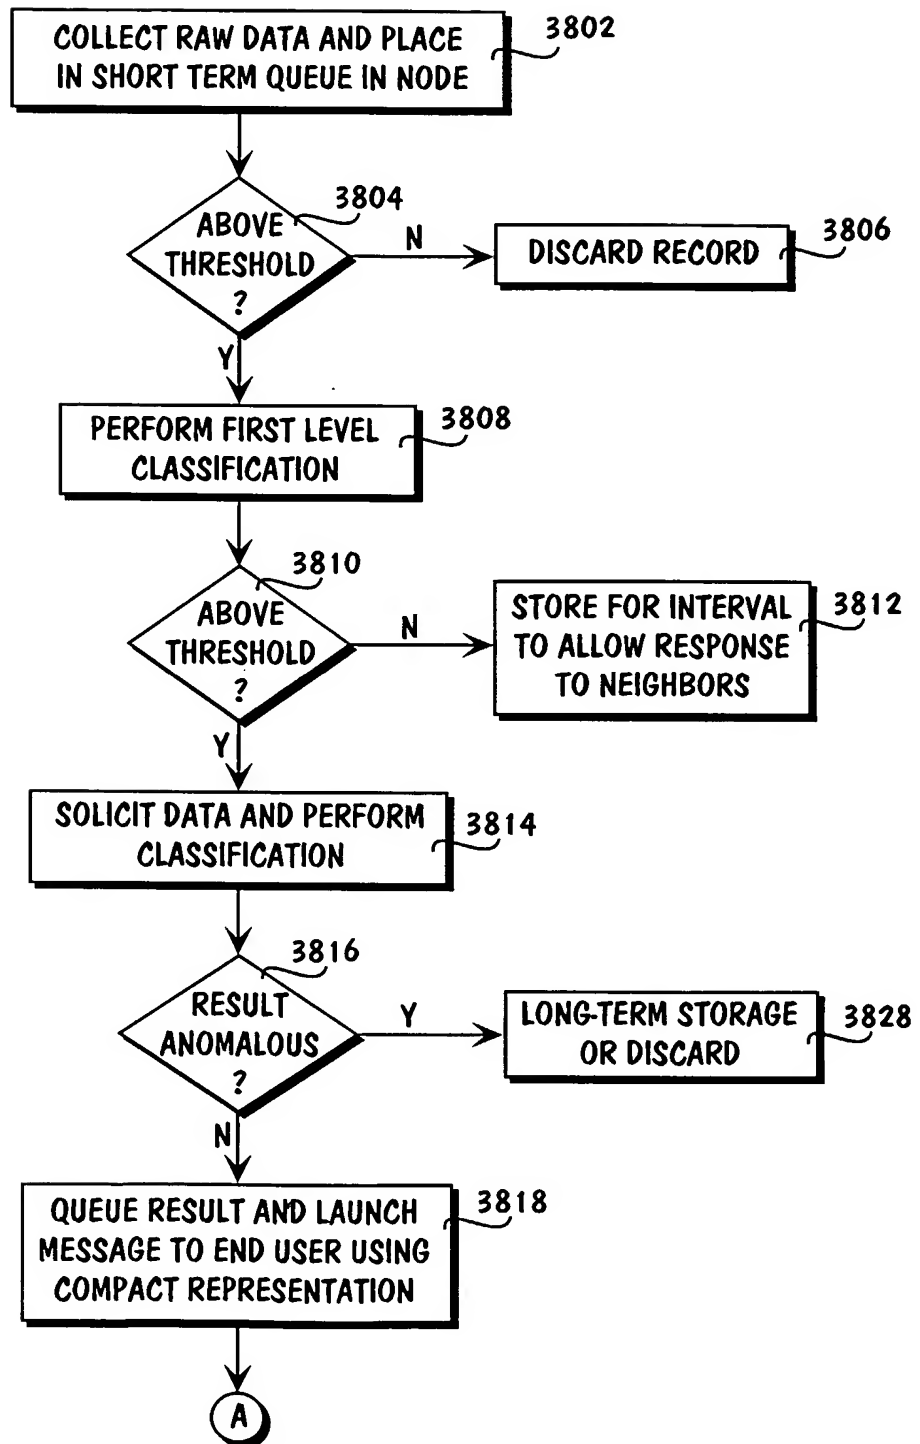 COLLECT RAW DATA AND PLACE
IN SHORT TERM QUEUE IN NODE
3802
ABOVE
THRESHOLD
?
3804
N
DISCARD RECORD
3806
Y
PERFORM FIRST LEVEL
CLASSIFICATION
3808
ABOVE
THRESHOLD
?
3810
N
STORE FOR INTERVAL
TO ALLOW RESPONSE
TO NEIGHBORS
3812
Y
SOLICIT DATA AND PERFORM
CLASSIFICATION
3814
RESULT
ANOMALOUS
?
3816
Y
LONG-TERM STORAGE
OR DISCARD
3828
N
QUEUE RESULT AND LAUNCH
MESSAGE TO END USER USING
COMPACT REPRESENTATION
3818
A